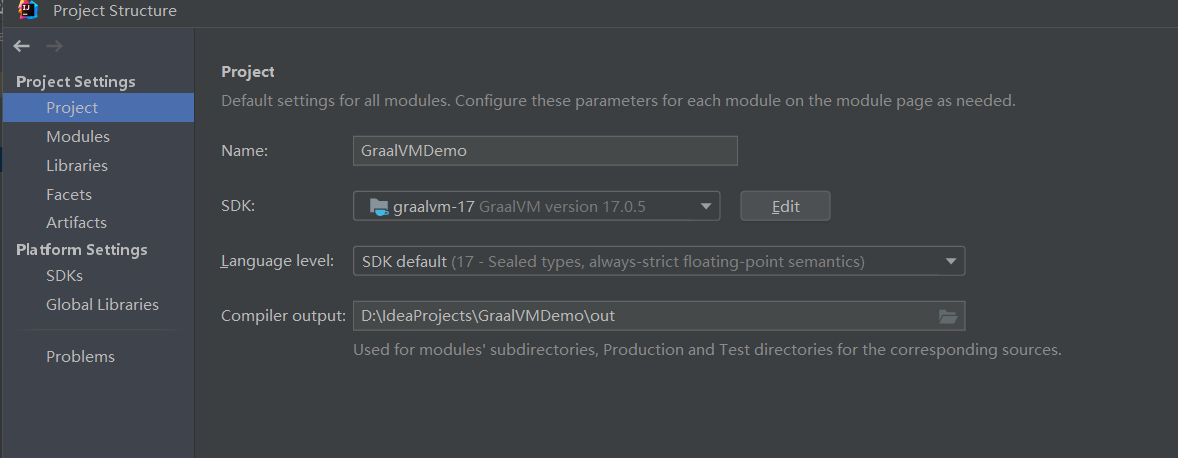 Project Structure
Project Settings
Project
Modules
Libraries
Facets
Artifacts
Platform Settings
SDKs
Global Libraries
Problems
Project
Default settings for all modules. Configure these parameters for each module on the module page as needed.
Name: GraalVMDemo
SDK: graalvm-17 GraalVM version 17.0.5 Edit
Language level: SDK default (17 - Sealed types, always-strict floating-point semantics)
Compiler output: D:\IdeaProjects\GraalVMDemo\out
Used for modules' subdirectories, Production and Test directories for the corresponding sources.